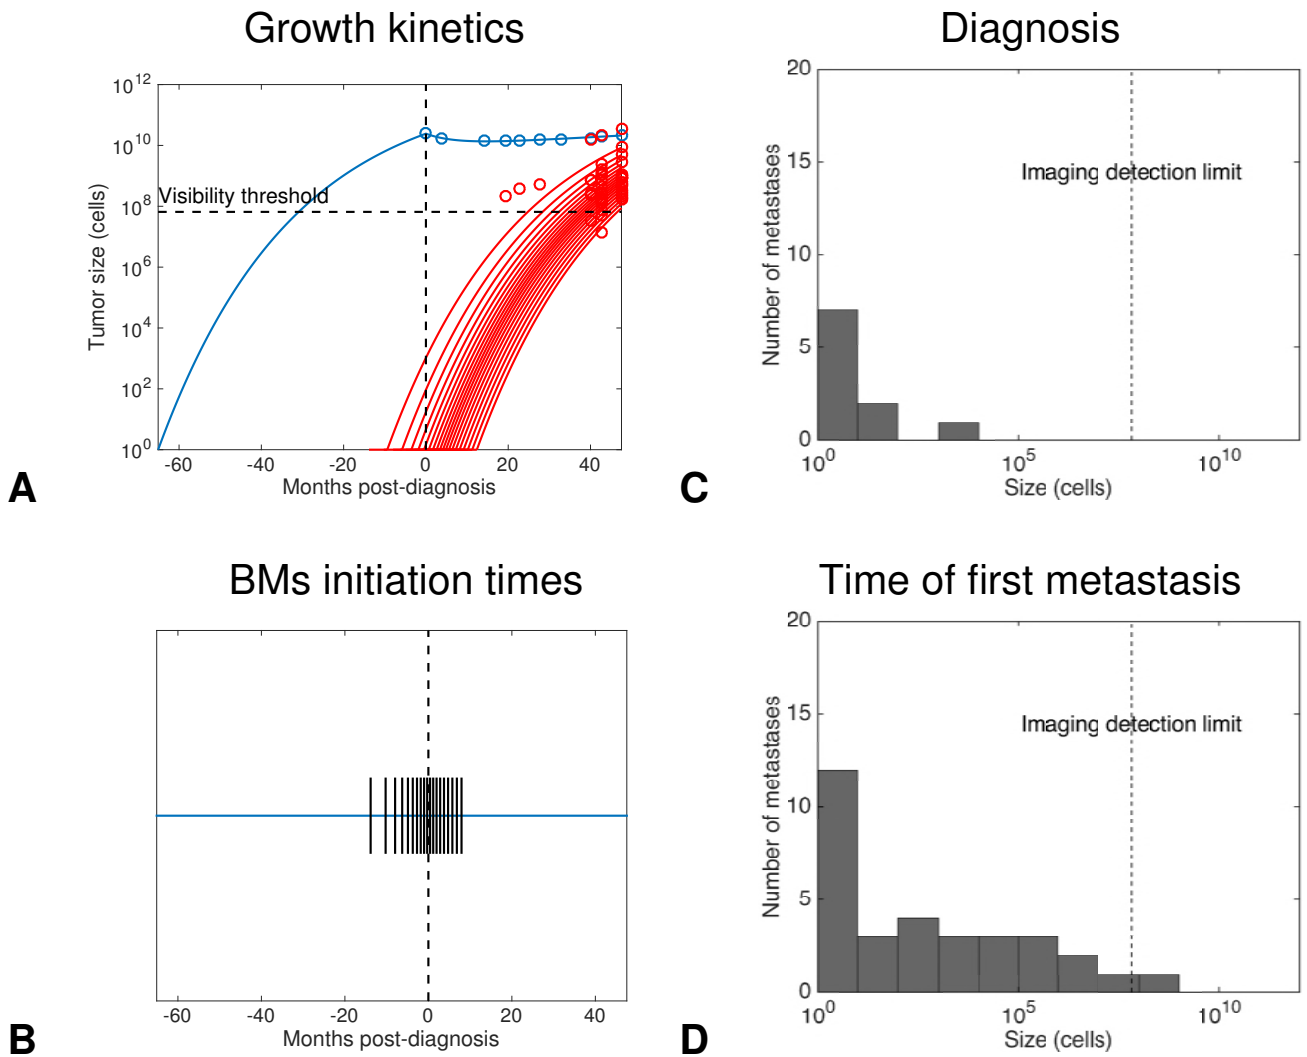 Growth kinetics
10^12
10^10
10^8
10^6
10^4
10^2
10^0
Tumor size (cells)
Visibility threshold
-60 -40 -20 0 20 40
Months post-diagnosis
A
Diagnosis
20
15
10
5
0
Number of metastases
Imaging detection limit
10^0 10^5 10^10
Size (cells)
C
BMs initiation times
-60 -40 -20 0 20 40
Months post-diagnosis
B
Time of first metastasis
20
15
10
5
0
Number of metastases
Imaging detection limit
10^0 10^5 10^10
Size (cells)
D